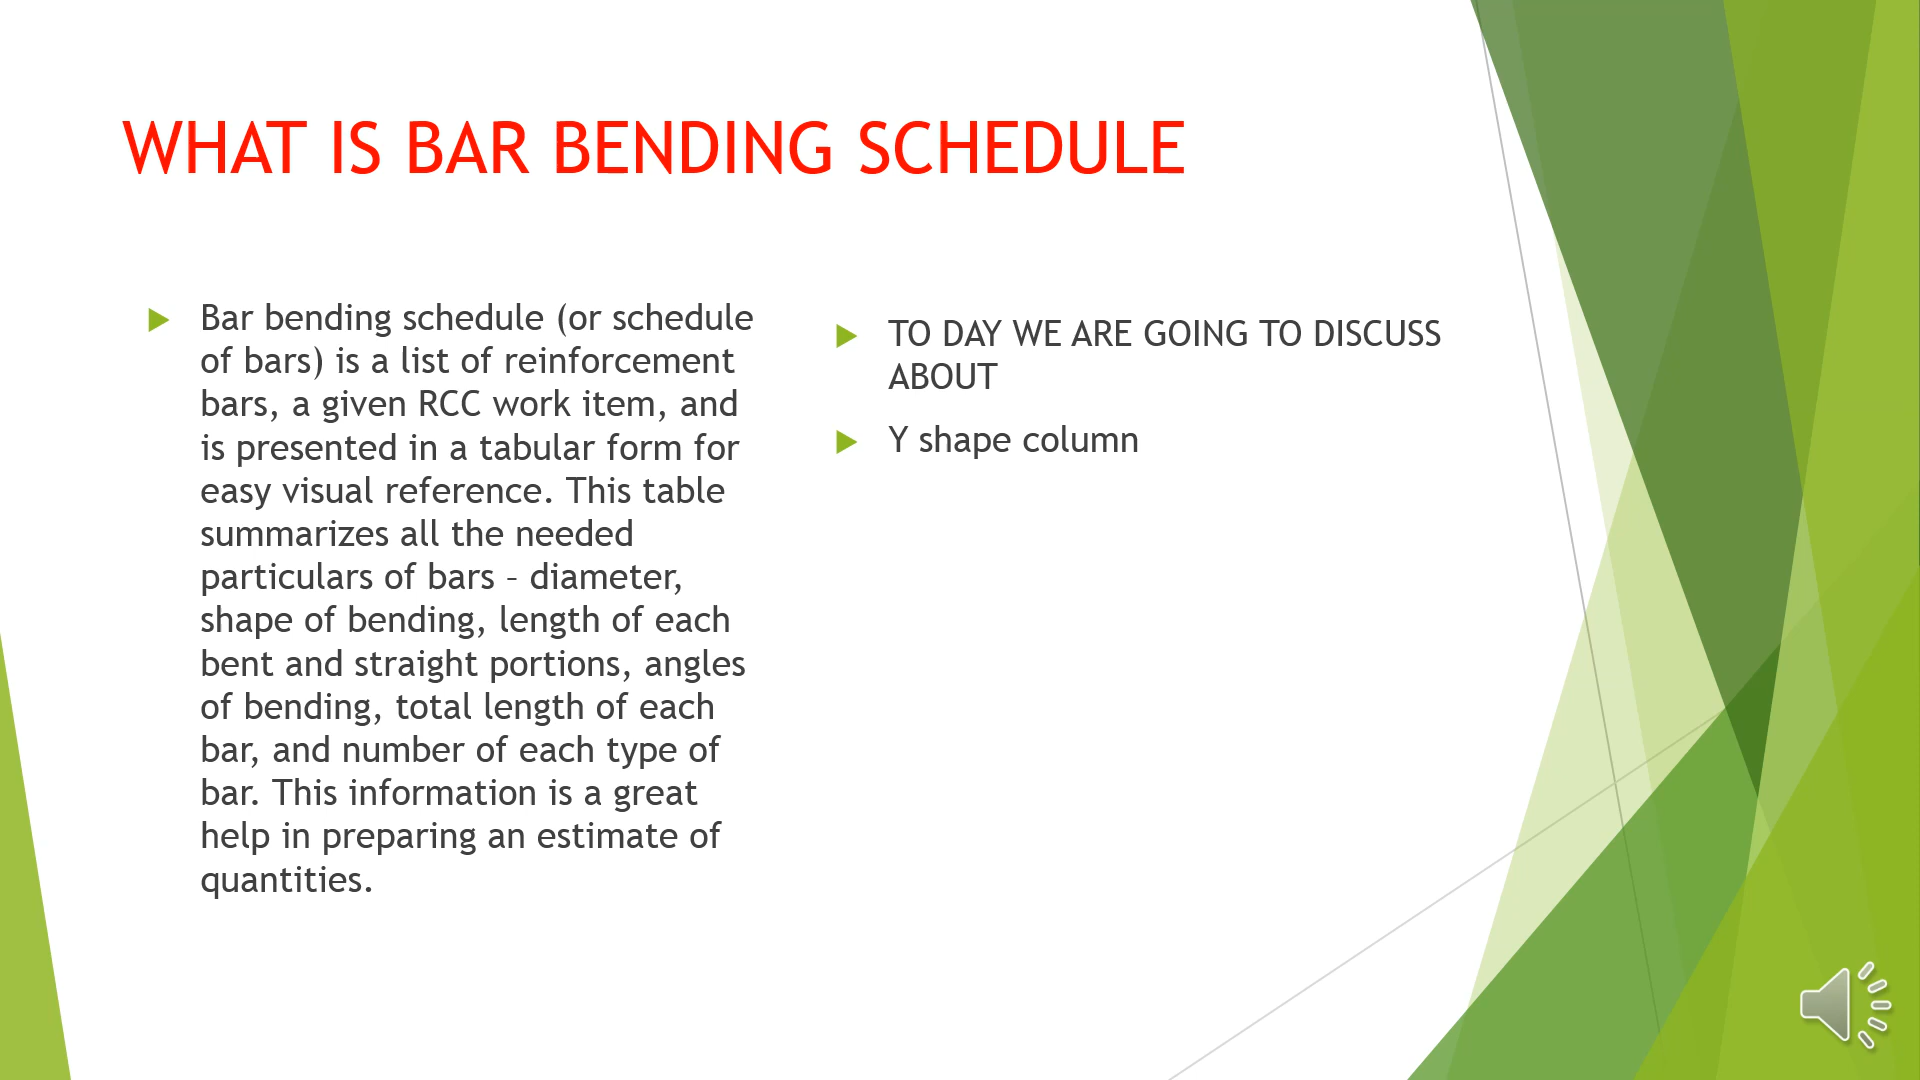 WHAT IS BAR BENDING SCHEDULE
Bar bending schedule (or schedule
of bars) is a list of reinforcement
bars, a given RCC work item, and
is presented in a tabular form for
easy visual reference. This table
summarizes all the needed
particulars of bars – diameter,
shape of bending, length of each
bent and straight portions, angles
of bending, total length of each
bar, and number of each type of
bar. This information is a great
help in preparing an estimate of
quantities.
TO DAY WE ARE GOING TO DISCUSS
ABOUT
Y shape column